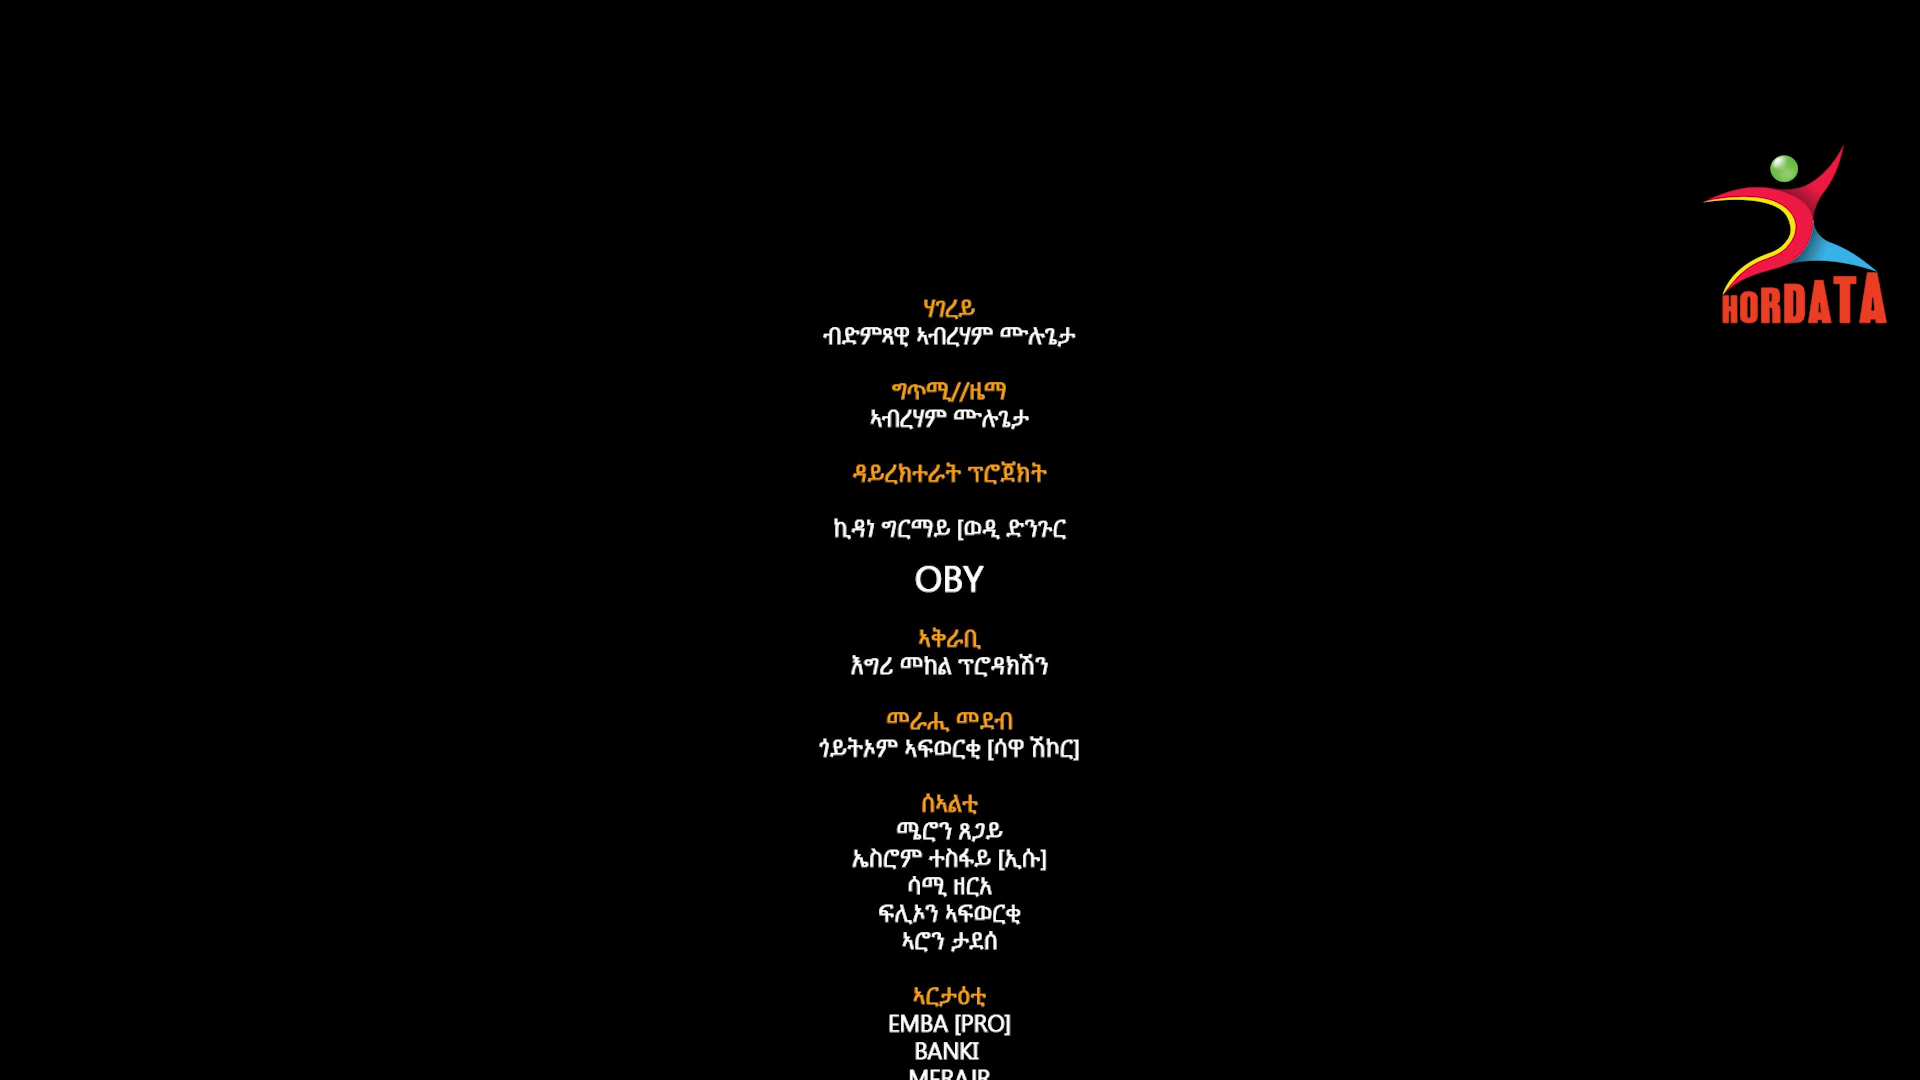 HORDATA
ሃገረይ
ብድምጻዊ ኣብረሃም ሙሉጌታ
ግጥሚ//ዜማ
ኣብረሃም ሙሉጌታ
ዳይረክተራት ፕሮጀክት
ኪዳነ ግርማይ [ወዲ ድንጉር
OBY
ኣቅራቢ
እግሪ መከል ፕሮዳክሽን
መራሒ መደብ
ጎይትኦም ኣፍወርቂ [ሳዋ ሽኮር]
ሰኣልቲ
ሜሮን ጸጋይ
ኤስሮም ተስፋይ [ኢሱ]
ሳሚ ዘርአ
ፍሊኦን ኣፍወርቂ
ኣሮን ታደሰ
ኣርታዕቲ
EMBA [PRO]
BANKI